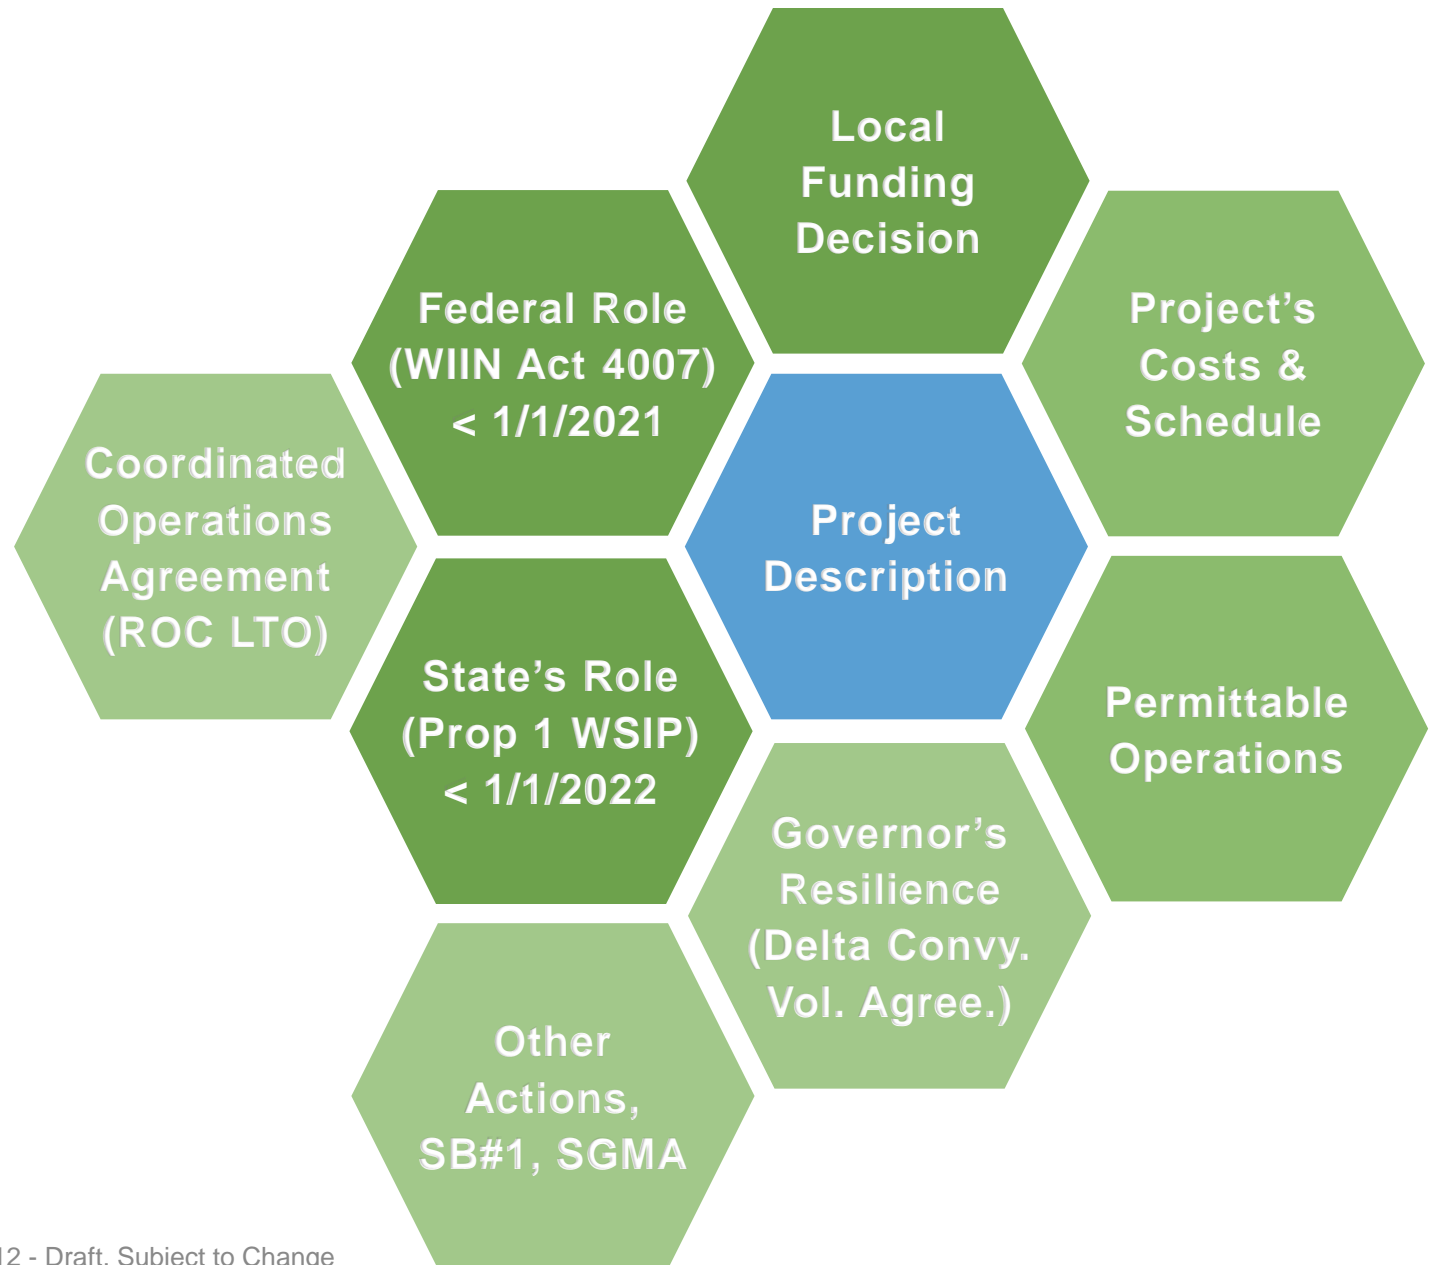 Local
Funding
Decision
Federal Role
(WIIN Act 4007)
< 1/1/2021
Project's
Costs &
Schedule
Coordinated
Operations
Agreement
(ROC LTO)
Project
Description
State's Role
(Prop 1 WSIP)
< 1/1/2022
Permittable
Operations
Governor's
Resilience
(Delta Convy.
Vol. Agree.)
Other
Actions,
SB#1, SGMA
12 - Draft, Subject to Change